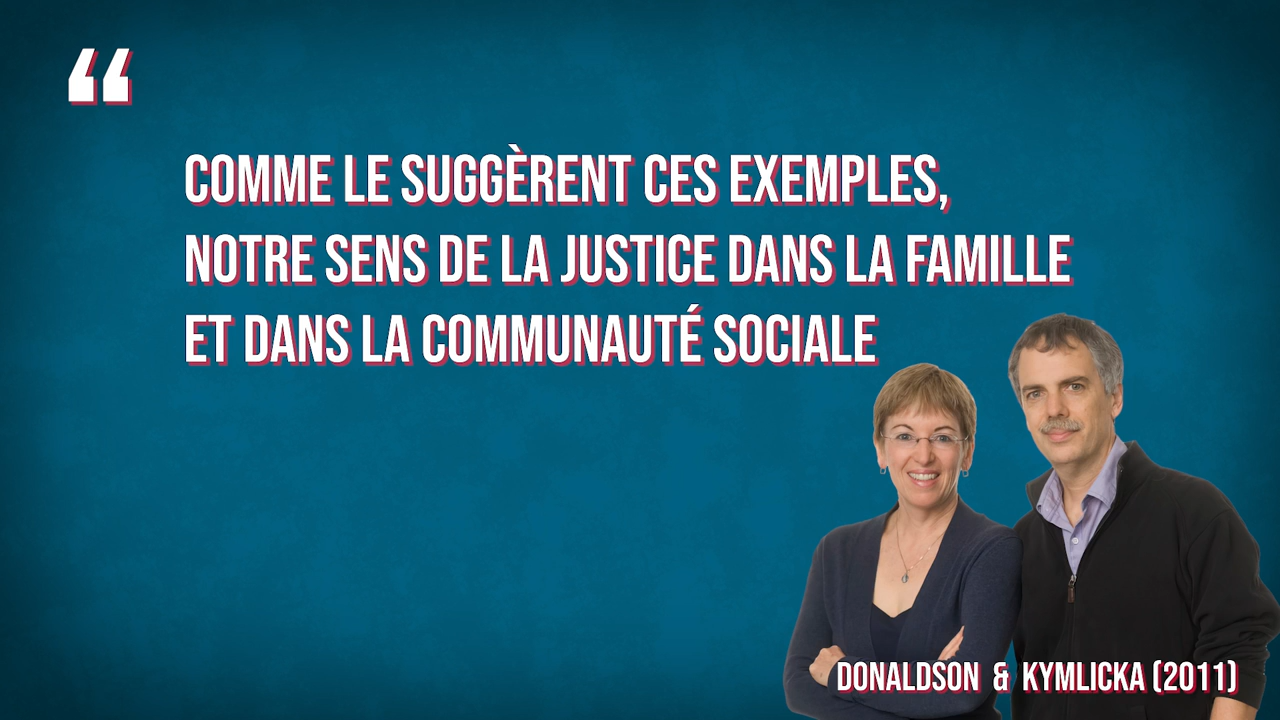 “
COMME LE SUGGÈRENT CES EXEMPLES,
NOTRE SENS DE LA JUSTICE DANS LA FAMILLE
ET DANS LA COMMUNAUTÉ SOCIALE
DONALDSON & KYMLICKA (2011)